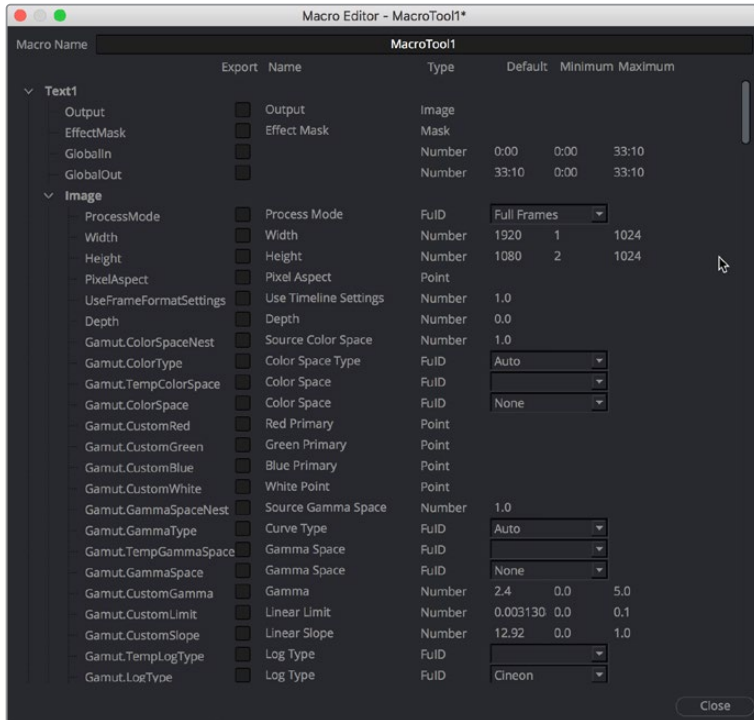 Macro Editor - MacroTool1*
Macro Name MacroTool1
Export Name Type Default Minimum Maximum
Text1
Output Output Image
EffectMask Effect Mask Mask
GlobalIn Number 0:00 0:00 33:10
GlobalOut Number 33:10 0:00 33:10
Image
ProcessMode Process Mode FuID Full Frames
Width Width Number 1920 1 1024
Height Height Number 1080 2 1024
PixelAspect Pixel Aspect Point
UseFrameFormatSettings Use Timeline Settings Number 1.0
Depth Depth Number 0.0
Gamut.ColorSpaceNest Source Color Space Number 1.0
Gamut.ColorType Color Space Type FuID Auto
Gamut.TempColorSpace Color Space FuID
Gamut.ColorSpace Color Space FuID None
Gamut.CustomRed Red Primary Point
Gamut.CustomGreen Green Primary Point
Gamut.CustomBlue Blue Primary Point
Gamut.CustomWhite White Point Point
Gamut.GammaSpaceNest Source Gamma Space Number 1.0
Gamut.GammaType Curve Type FuID Auto
Gamut.TempGammaSpace Gamma Space FuID
Gamut.GammaSpace Gamma Space FuID None
Gamut.CustomGamma Gamma Number 2.4 0.0 5.0
Gamut.CustomLimit Linear Limit Number 0.003130 0.0 0.1
Gamut.CustomSlope Linear Slope Number 12.92 0.0 1.0
Gamut.TempLogType Log Type FuID
Gamut.LogType Log Type FuID Cineon
Close